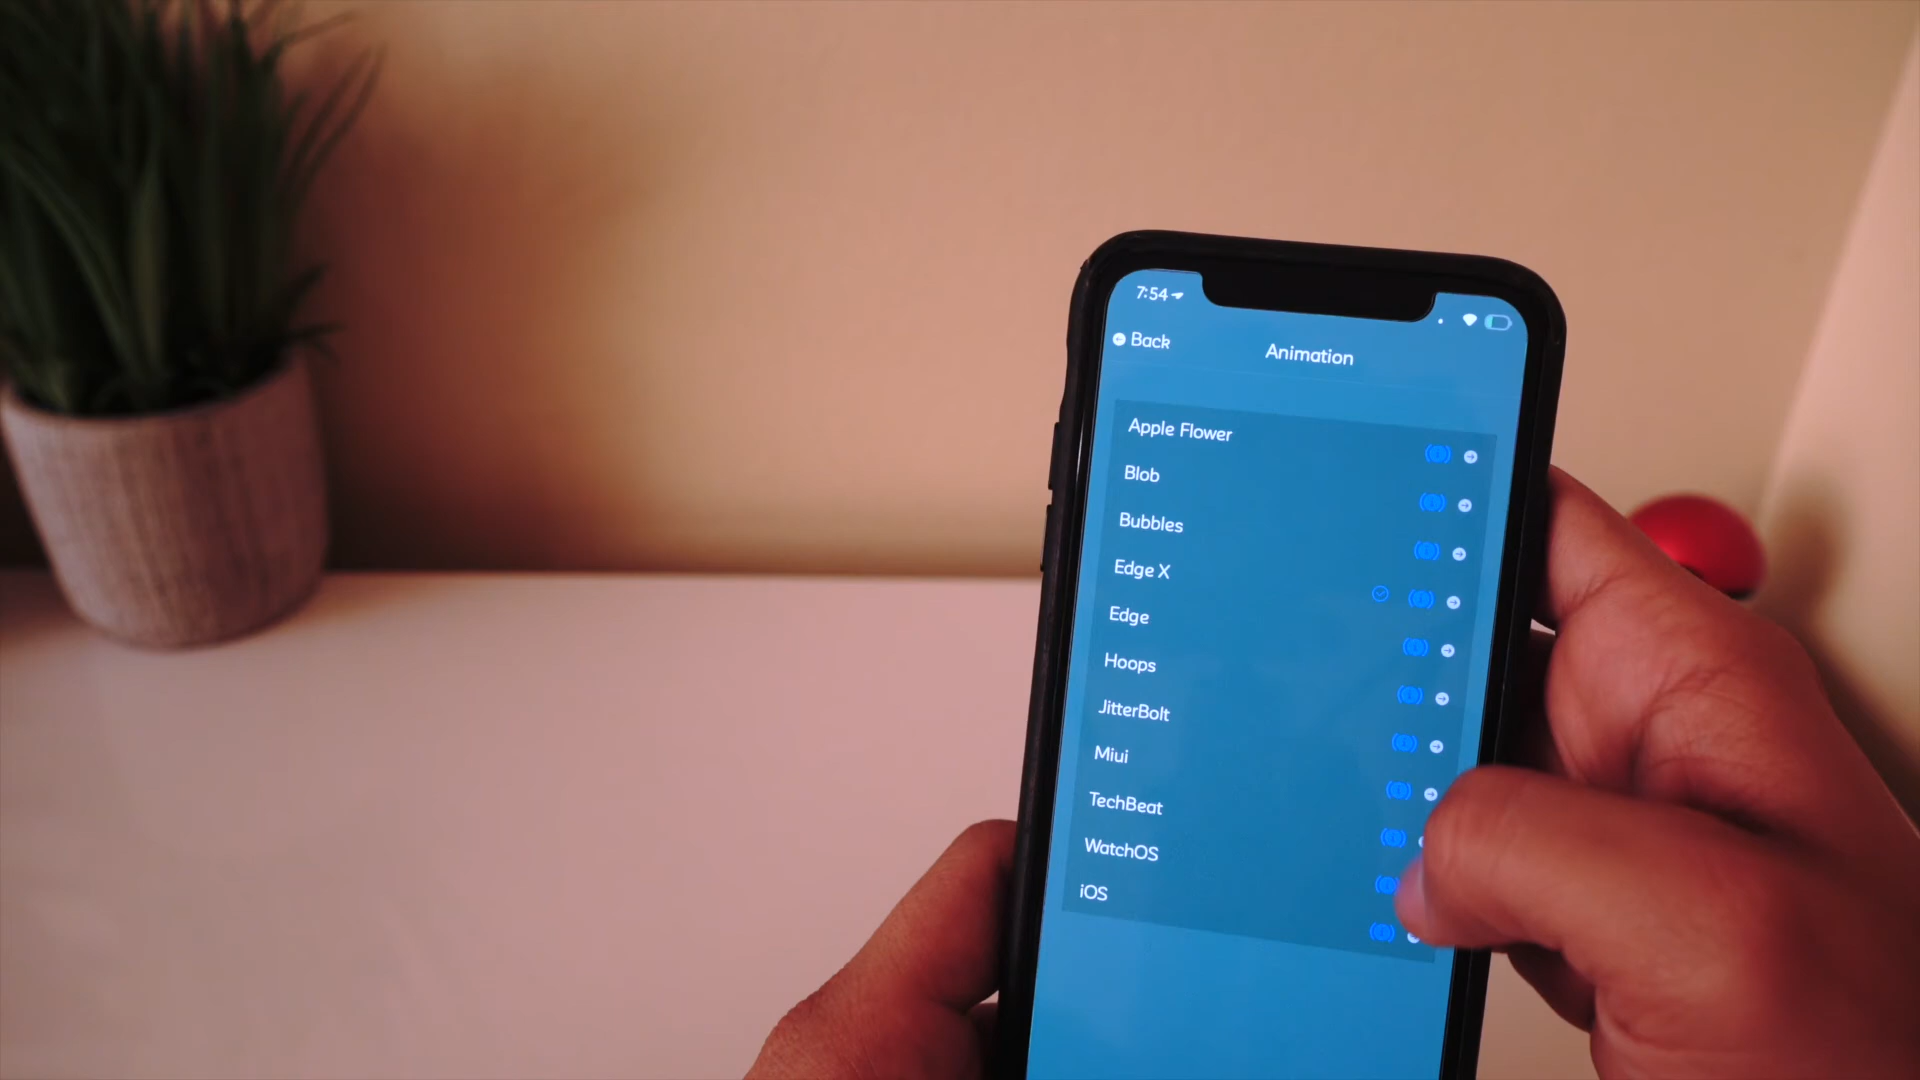 7:54
Back
Animation
Apple Flower
Blob
Bubbles
Edge X
Edge
Hoops
JitterBolt
Miui
TechBeat
WatchOS
iOS